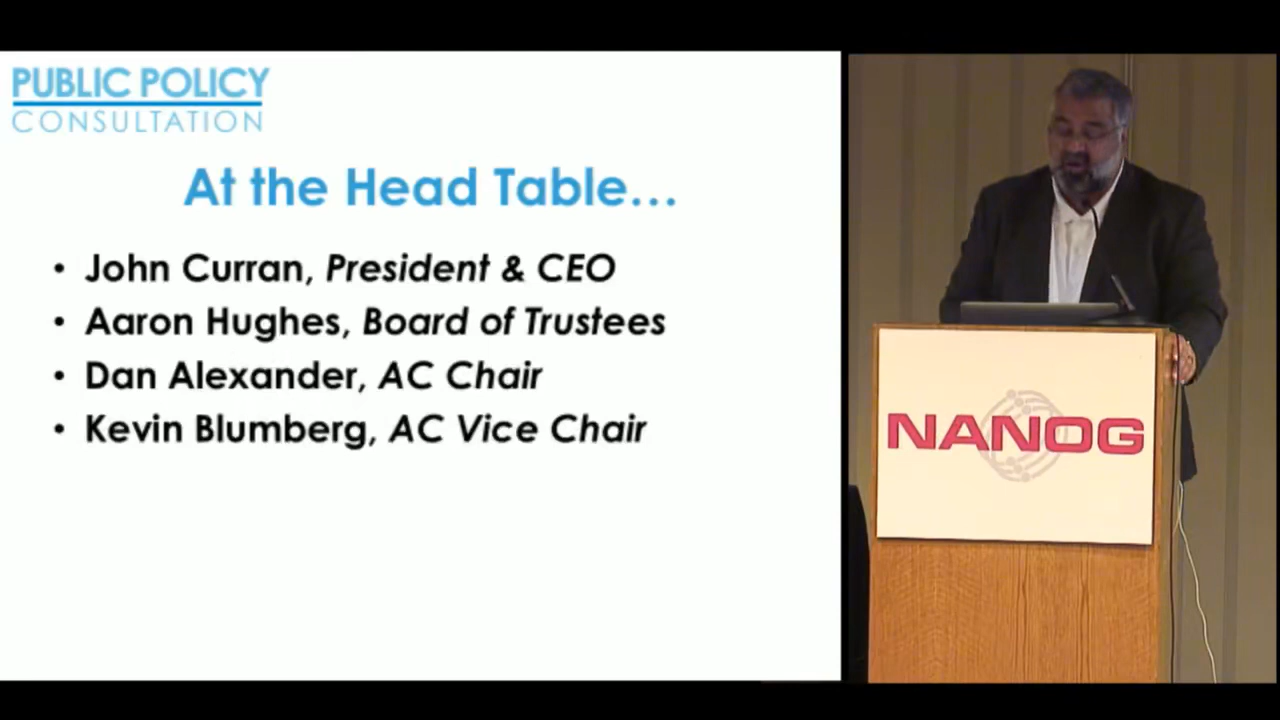 PUBLIC POLICY
CONSULTATION
At the Head Table...
• John Curran, President & CEO
• Aaron Hughes, Board of Trustees
• Dan Alexander, AC Chair
• Kevin Blumberg, AC Vice Chair
NANOG